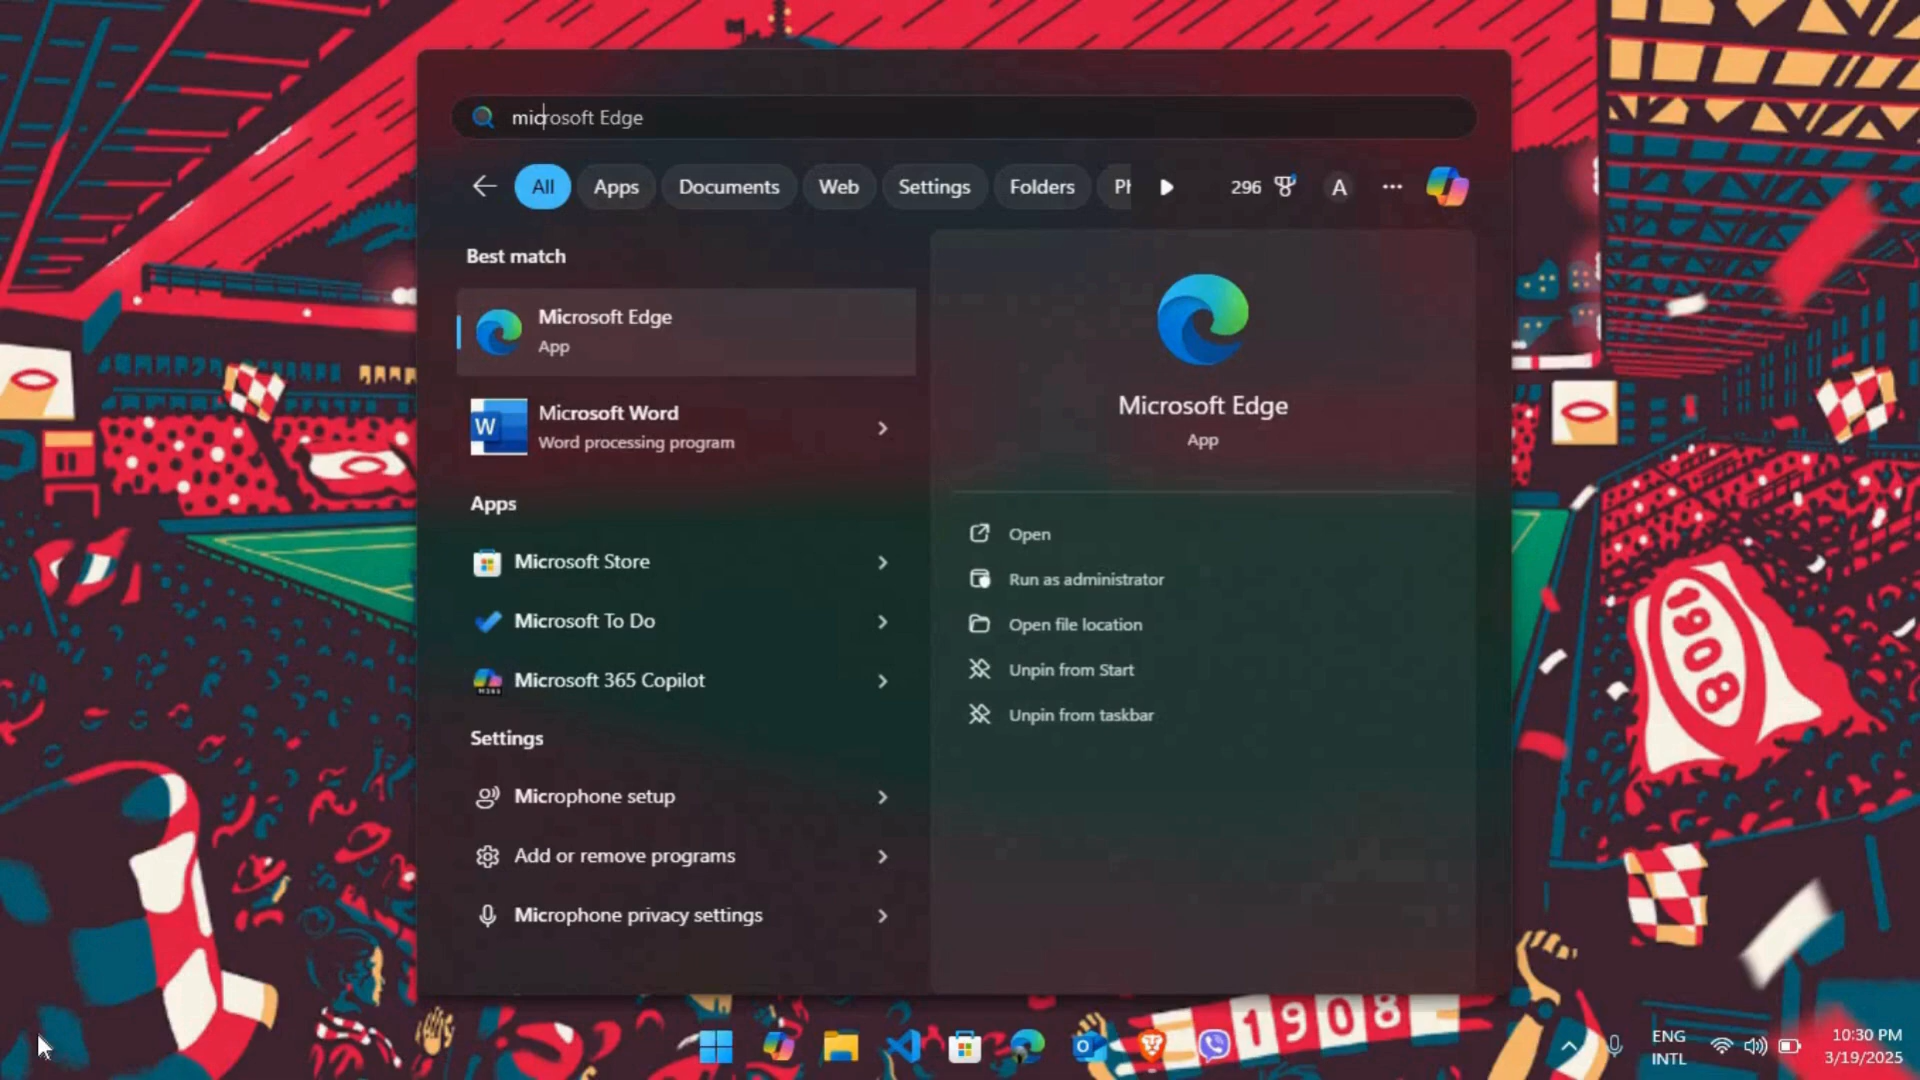 microsoft Edge
All Apps Documents Web Settings Folders Ph 296 A
Best match
Microsoft Edge
App
Microsoft Word
Word processing program
Apps
Microsoft Store
Microsoft To Do
Microsoft 365 Copilot
Settings
Microphone setup
Add or remove programs
Microphone privacy settings
Microsoft Edge
App
Open
Run as administrator
Open file location
Unpin from Start
Unpin from taskbar
1908
1908
ENG
INTL
10:30 PM
3/19/2025